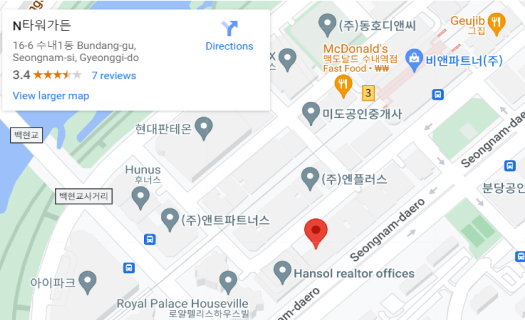 N타워가든
16-6 수내1동 Bundang-gu,
Seongnam-si, Gyeonggi-do
3.4
7 reviews
View larger map
Directions
(주)동호디앤씨
Geujib
McDonald's
맥도날드 수내역점
Fast Food • ₩₩
비앤파트너(주)
X
3
미도공인중개사
현대판테온
백현교
Seongnam-daero
Hunus
후너스
(주)엔플러스
분당공인
백현교사거리
(주)앤트파트너스
Seongnam-daero
Hansol realtor offices
아이파크
Royal Palace Houseville
로얄팰리스하우스빌
am-daero